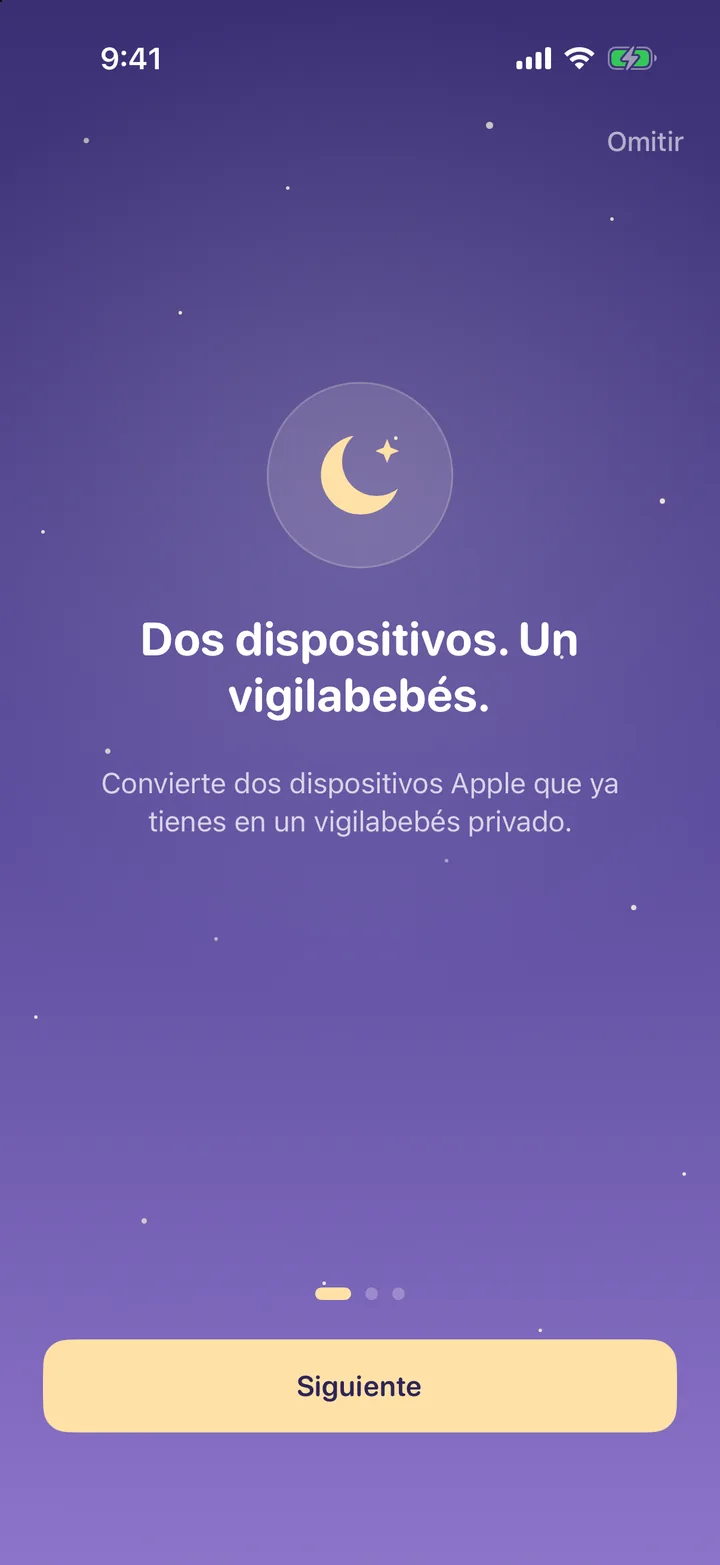 9:41
Omitir
Dos dispositivos. Un
vigilabebés.
Convierte dos dispositivos Apple que ya
tienes en un vigilabebés privado.
Siguiente